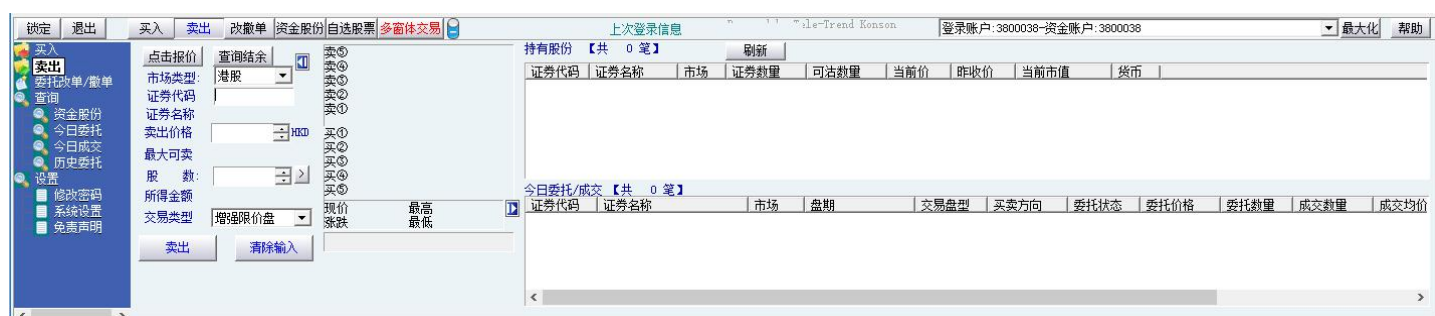 锁定 退出 买入 卖出 改撤单 资金股份 自选股票 多窗体交易 上次登录信息 le-Trend Konson 登录账户:3800038-资金账户:3800038 最大化 帮助
买入
卖出
委托改单/撤单
查询
资金股份
今日委托
今日成交
历史委托
设置
修改密码
系统设置
免责声明
点击报价 查询结余
市场类型: 港股
证券代码
证券名称
卖出价格 HKD
最大可卖
股 数:
所得金额
交易类型 增强限价盘
卖出 清除输入
卖⑤
卖④
卖③
卖②
卖①
买①
买②
买③
买④
买⑤
现价 最高
涨跌 最低
持有股份 【共 0 笔】 刷新
证券代码 证券名称 市场 证券数量 可沽数量 当前价 昨收价 当前市值 货币
今日委托/成交 【共 0 笔】
证券代码 证券名称 市场 盘期 交易盘型 买卖方向 委托状态 委托价格 委托数量 成交数量 成交均价